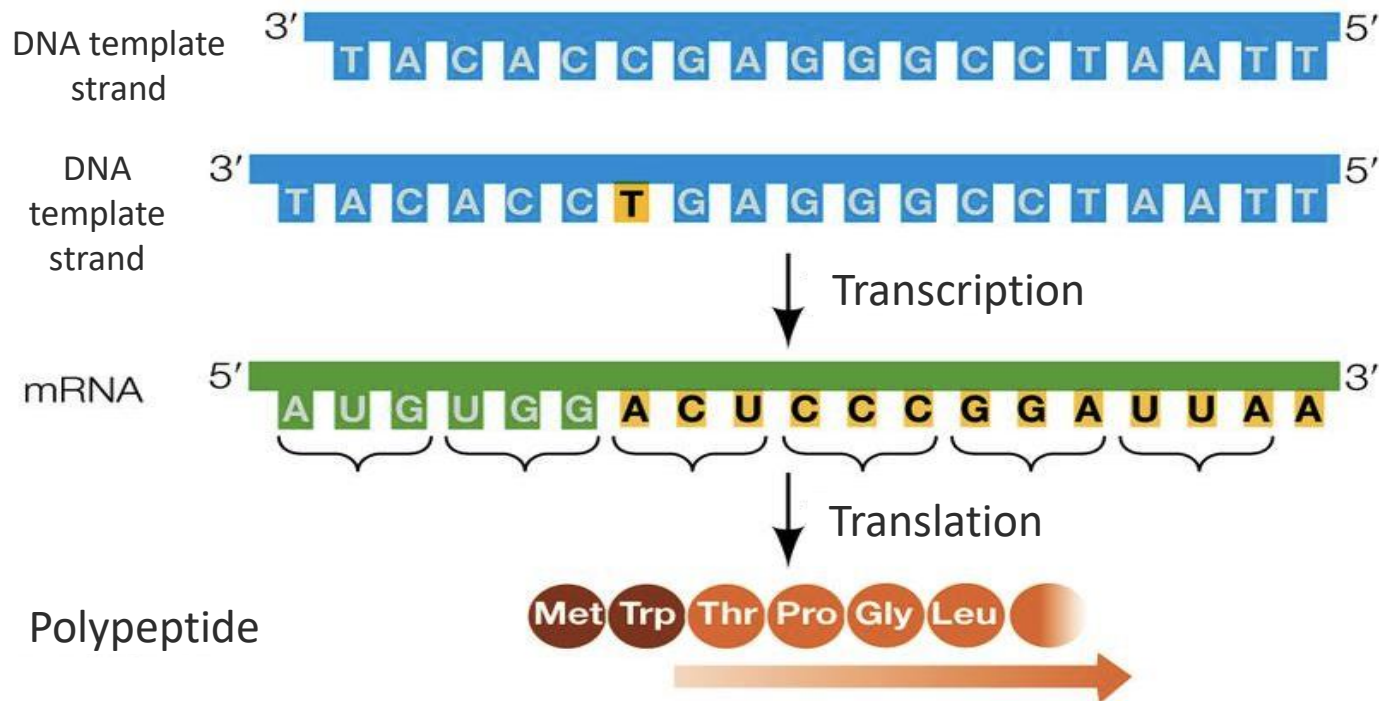 DNA template
strand
3′ 5′
T A C A C C G A G G G C C T A A T T
DNA
template
strand
3′ 5′
T A C A C C T G A G G G C C T A A T T
Transcription
mRNA
5′ 3′
A U G U G G A C U C C C G G A U U A A
Translation
Polypeptide
Met Trp Thr Pro Gly Leu